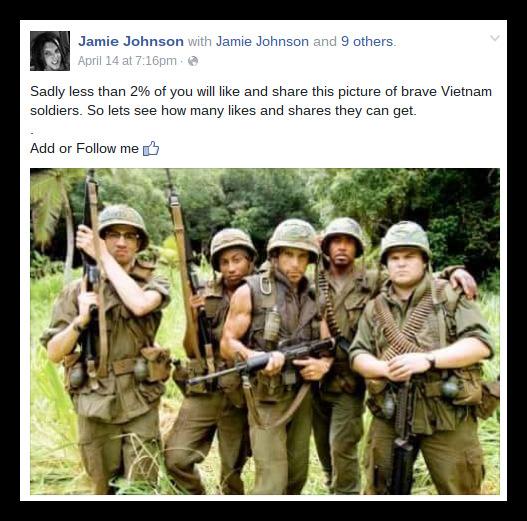 Jamie Johnson with Jamie Johnson and 9 others.
April 14 at 7:16pm ·
Sadly less than 2% of you will like and share this picture of brave Vietnam
soldiers. So lets see how many likes and shares they can get.
.
Add or Follow me